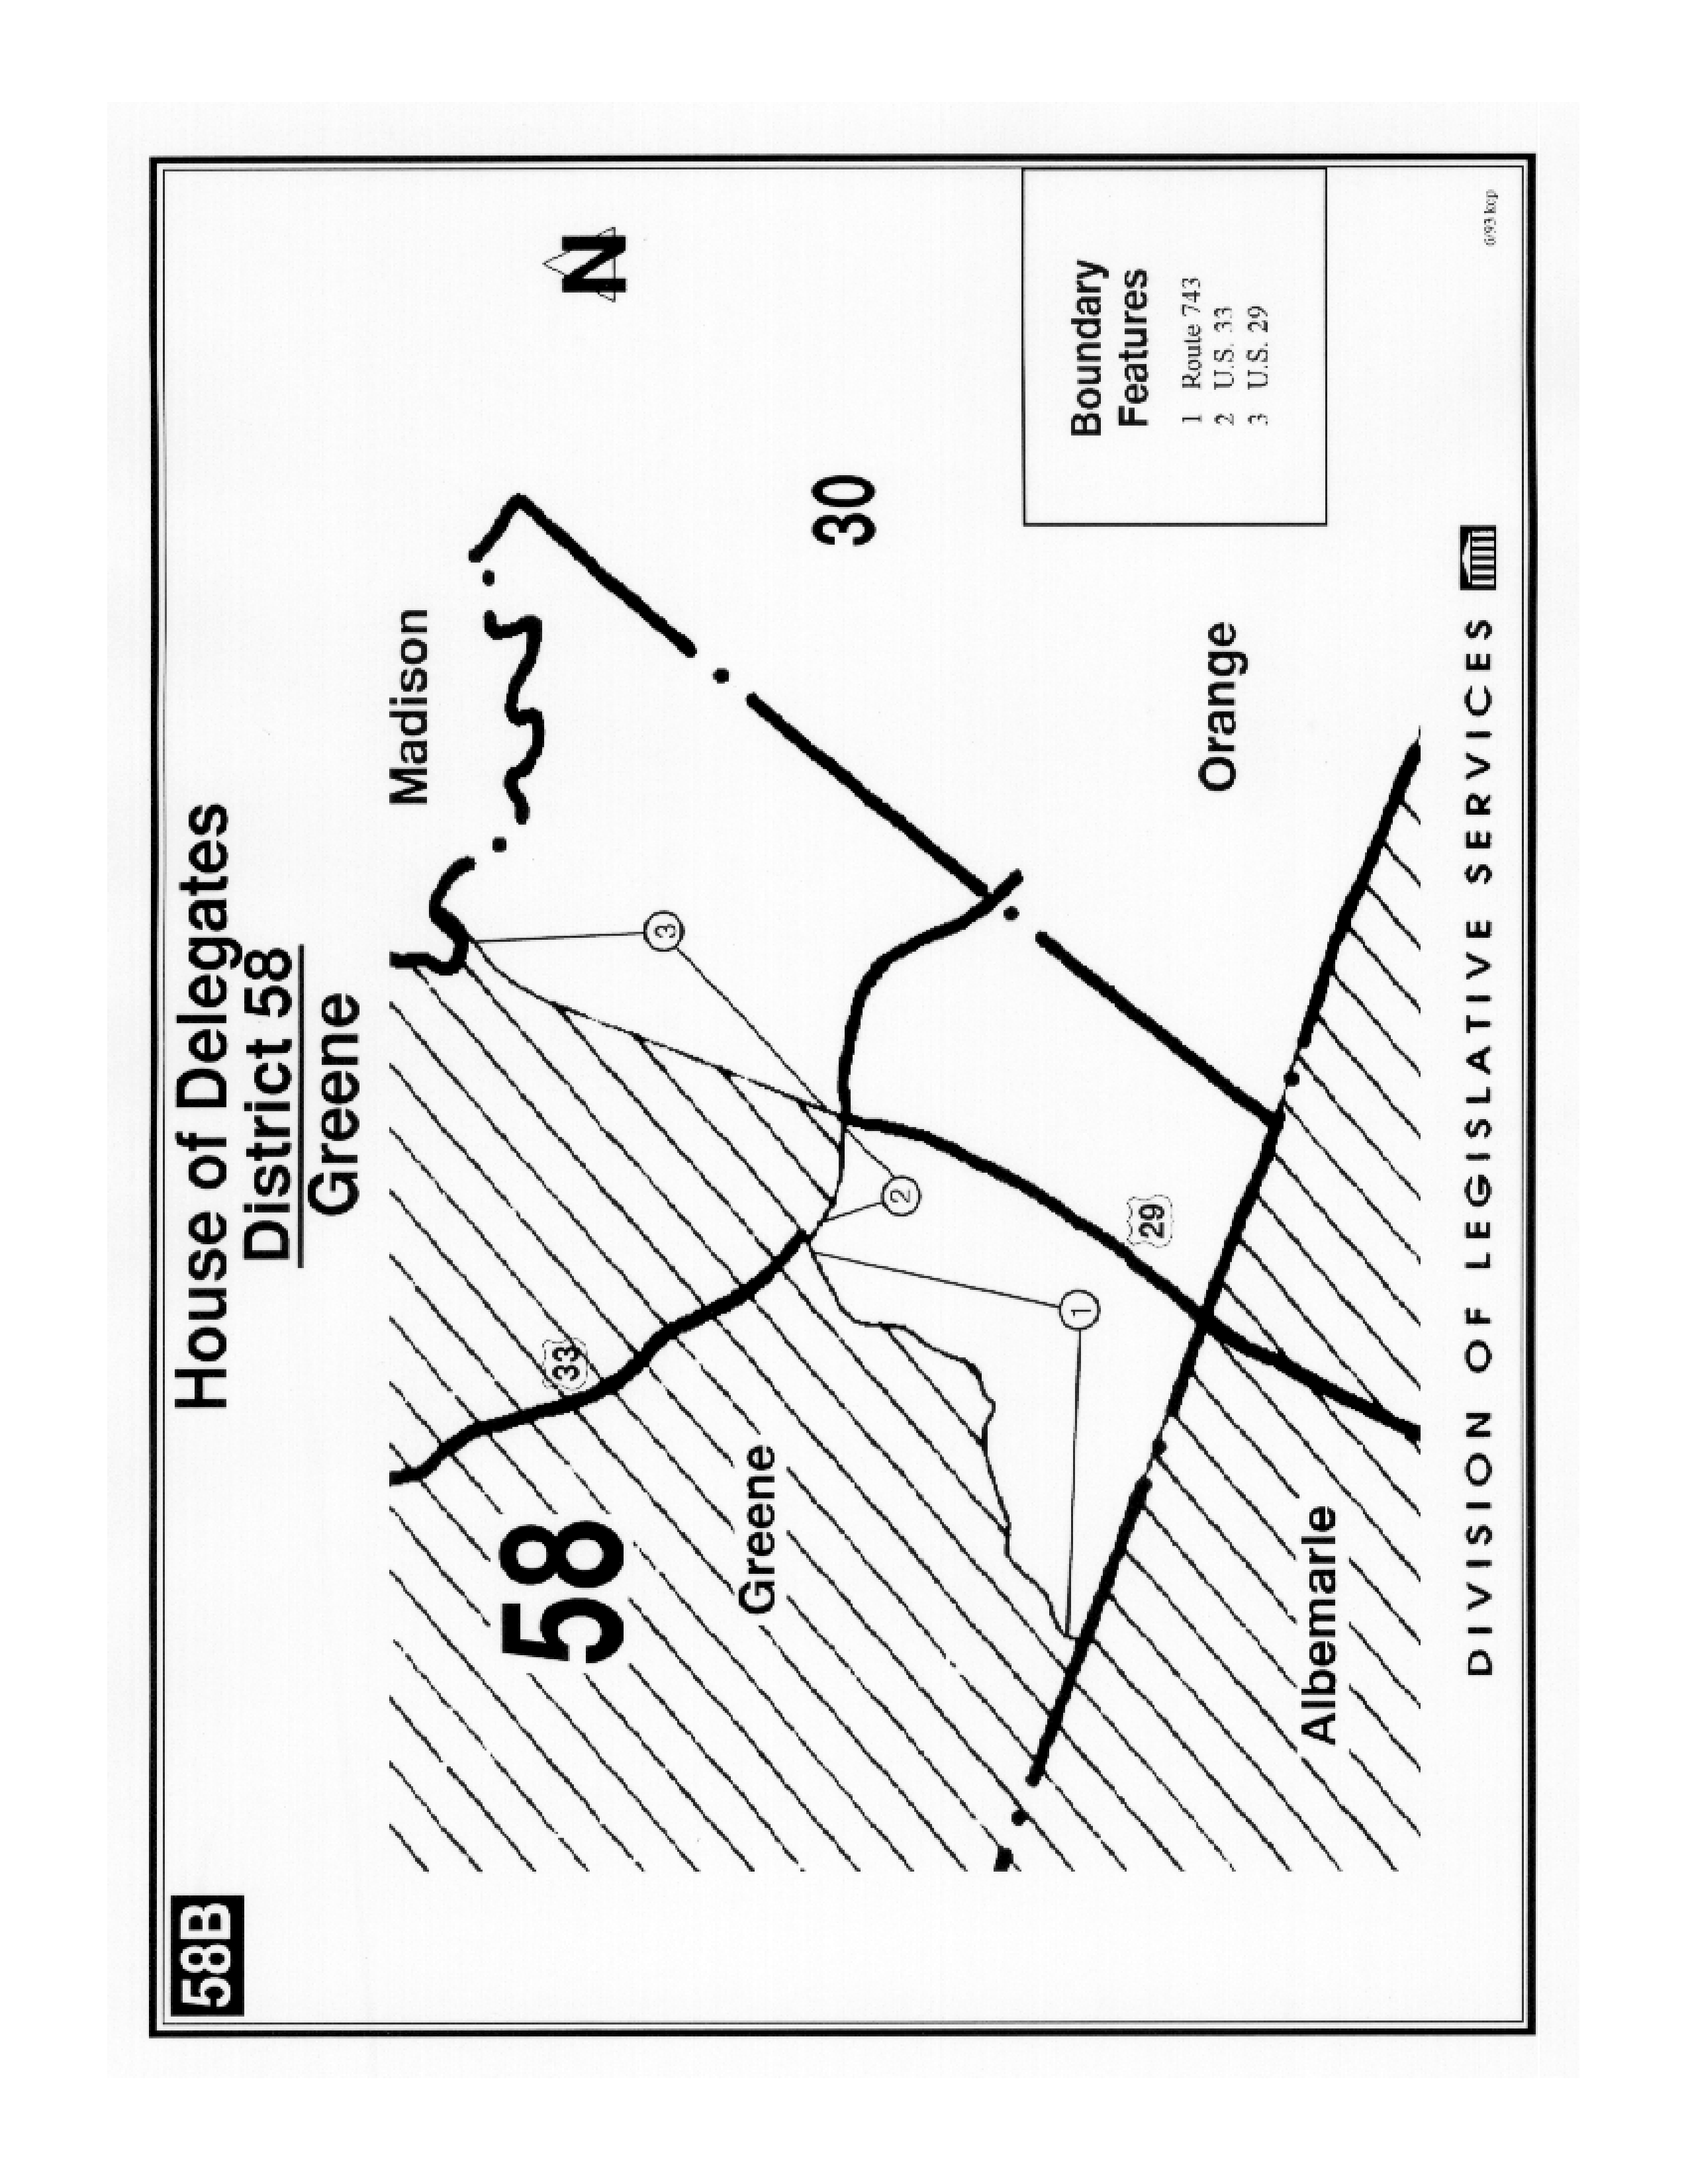 58B
House of Delegates
District 58
Greene
N
Madison
33
3
58
30
Greene
2
1
29
Orange
Albemarle
Boundary
Features
1 Route 743
2 U.S. 33
3 U.S. 29
DIVISION OF LEGISLATIVE SERVICES
6/93 kcp